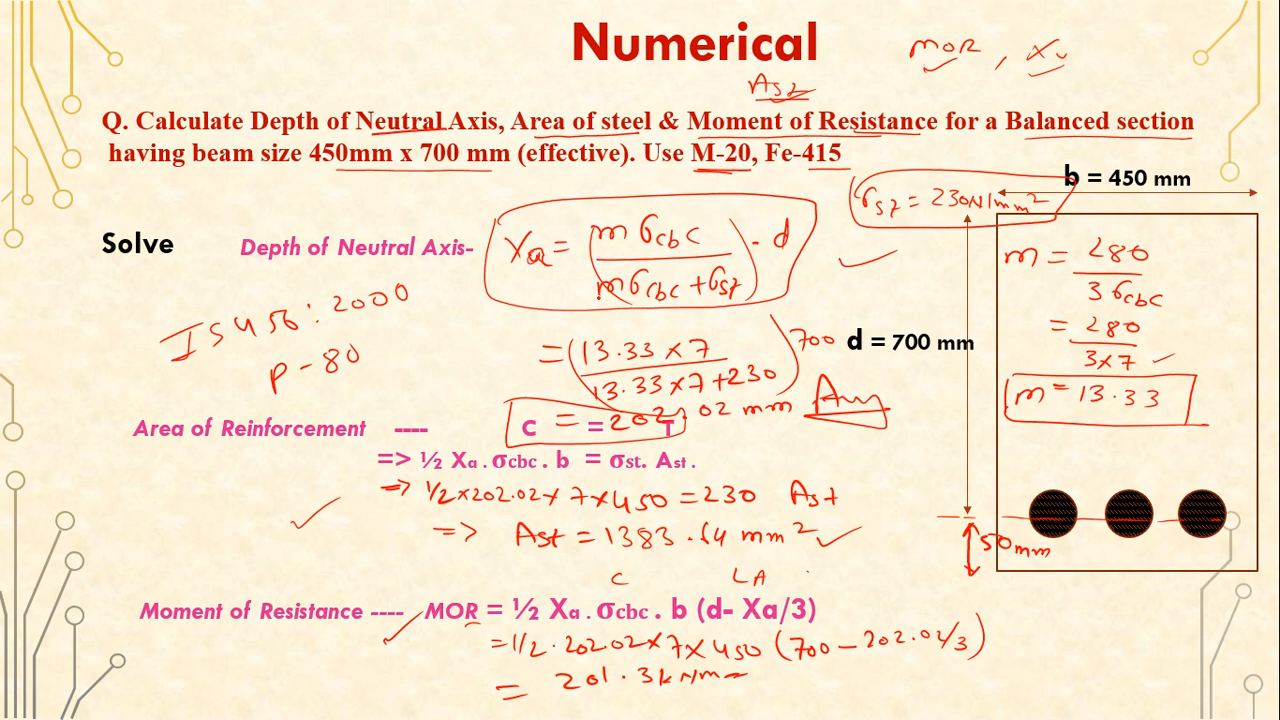 Numerical
MOR , Xa
Ast
Q. Calculate Depth of Neutral Axis, Area of steel & Moment of Resistance for a Balanced section
having beam size 450mm x 700 mm (effective). Use M-20, Fe-415
b = 450 mm
σst = 230N/mm²
Solve
Depth of Neutral Axis-
Xa = (mσcbc / mσcbc + σst) . d
m = 280 / 3σcbc
= 280 / 3x7
m = 13.33
IS 456 : 2000
P - 80
= (13.33 x 7 / 13.33 x 7 + 230) 700
d = 700 mm
= 202.02 mm Ans
Area of Reinforcement ---- C = T
=> ½ Xa . σcbc . b = σst. Ast .
=> 1/2 x 202.02 x 7 x 450 = 230 Ast
=> Ast = 1383.64 mm²
50mm
C LA
Moment of Resistance ---- MOR = ½ Xa . σcbc . b (d- Xa/3)
= 1/2 . 202.02 x 7 x 450 (700 - 202.02/3)
= 201.3 kNm